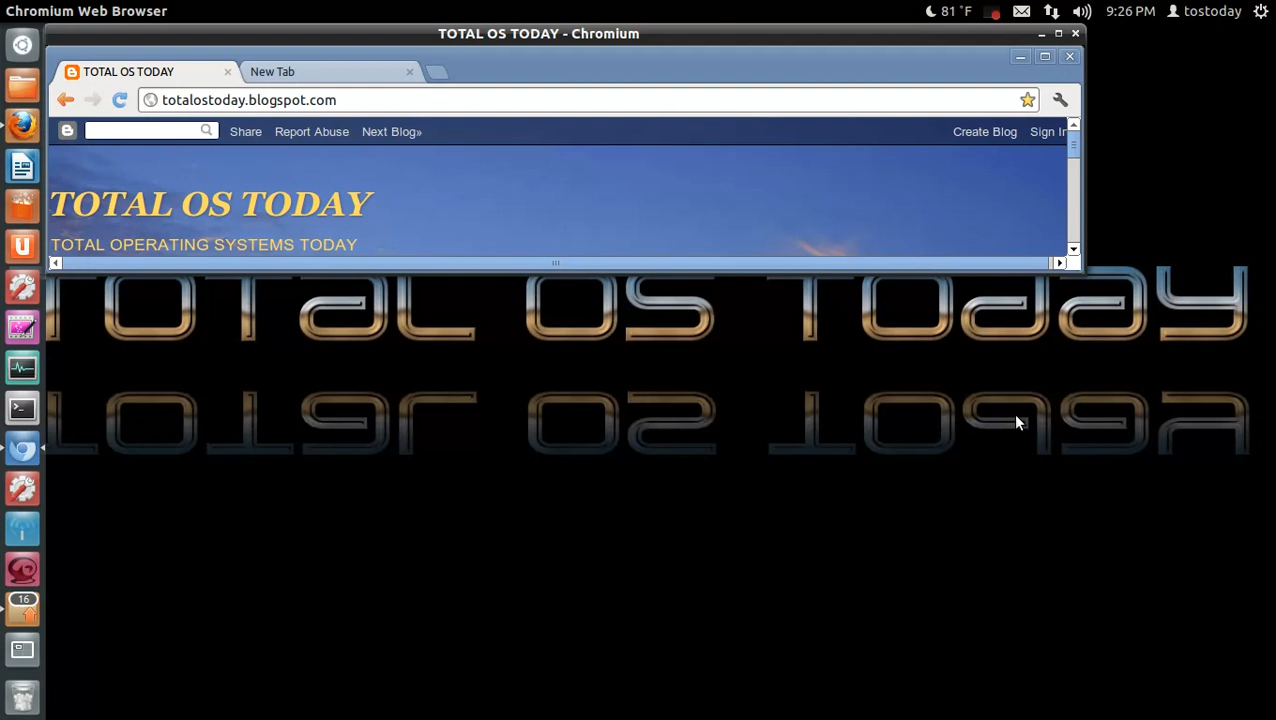 Chromium Web Browser
81 °F
9:26 PM
tostoday
TOTAL OS TODAY - Chromium
TOTAL OS TODAY
New Tab
totalostoday.blogspot.com
Share
Report Abuse
Next Blog»
Create Blog
Sign In
TOTAL OS TODAY
TOTAL OPERATING SYSTEMS TODAY
TOTAL OS TODAY
16